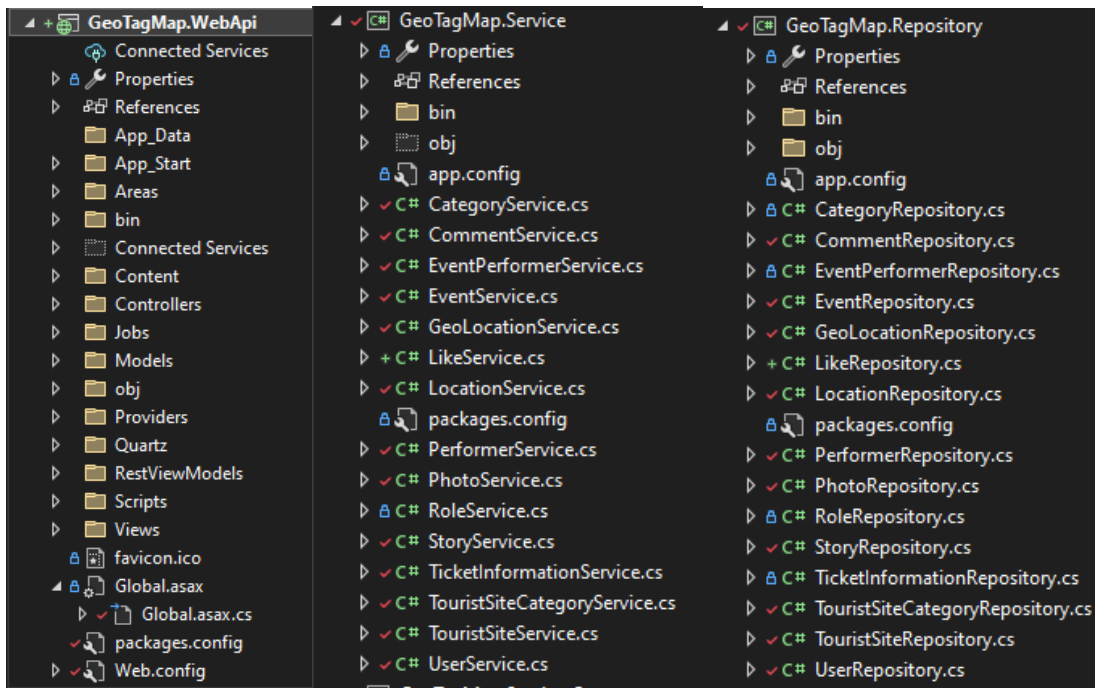 GeoTagMap.WebApi
Connected Services
Properties
References
App_Data
App_Start
Areas
bin
Connected Services
Content
Controllers
Jobs
Models
obj
Providers
Quartz
RestViewModels
Scripts
Views
favicon.ico
Global.asax
Global.asax.cs
packages.config
Web.config
C# GeoTagMap.Service
Properties
References
bin
obj
app.config
C# CategoryService.cs
C# CommentService.cs
C# EventPerformerService.cs
C# EventService.cs
C# GeoLocationService.cs
C# LikeService.cs
C# LocationService.cs
packages.config
C# PerformerService.cs
C# PhotoService.cs
C# RoleService.cs
C# StoryService.cs
C# TicketInformationService.cs
C# TouristSiteCategoryService.cs
C# TouristSiteService.cs
C# UserService.cs
C# GeoTagMap.Repository
Properties
References
bin
obj
app.config
C# CategoryRepository.cs
C# CommentRepository.cs
C# EventPerformerRepository.cs
C# EventRepository.cs
C# GeoLocationRepository.cs
C# LikeRepository.cs
C# LocationRepository.cs
packages.config
C# PerformerRepository.cs
C# PhotoRepository.cs
C# RoleRepository.cs
C# StoryRepository.cs
C# TicketInformationRepository.cs
C# TouristSiteCategoryRepository.cs
C# TouristSiteRepository.cs
C# UserRepository.cs